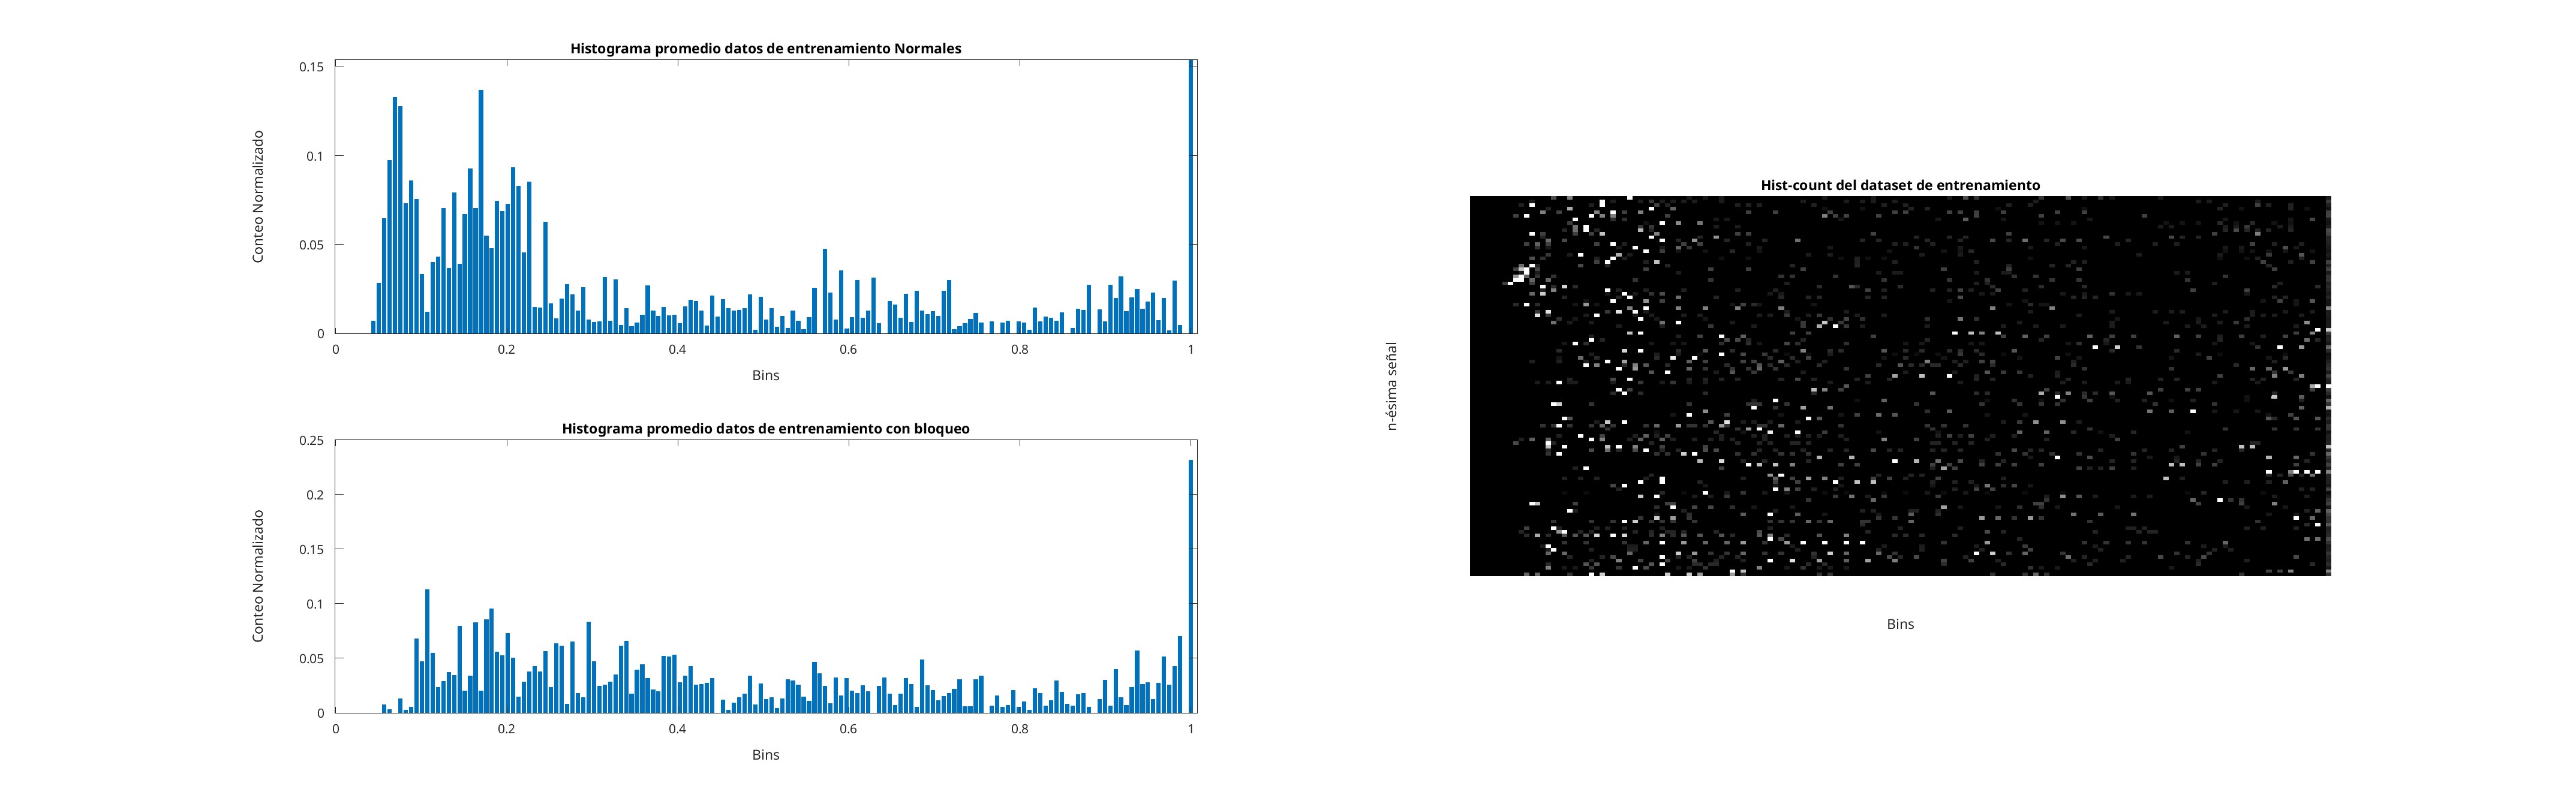 Histograma promedio datos de entrenamiento Normales
0.15
0.1
0.05
0
Conteo Normalizado
0 0.2 0.4 0.6 0.8 1
Bins
Histograma promedio datos de entrenamiento con bloqueo
0.25
0.2
0.15
0.1
0.05
0
Conteo Normalizado
0 0.2 0.4 0.6 0.8 1
Bins
Hist-count del dataset de entrenamiento
n-ésima señal
Bins